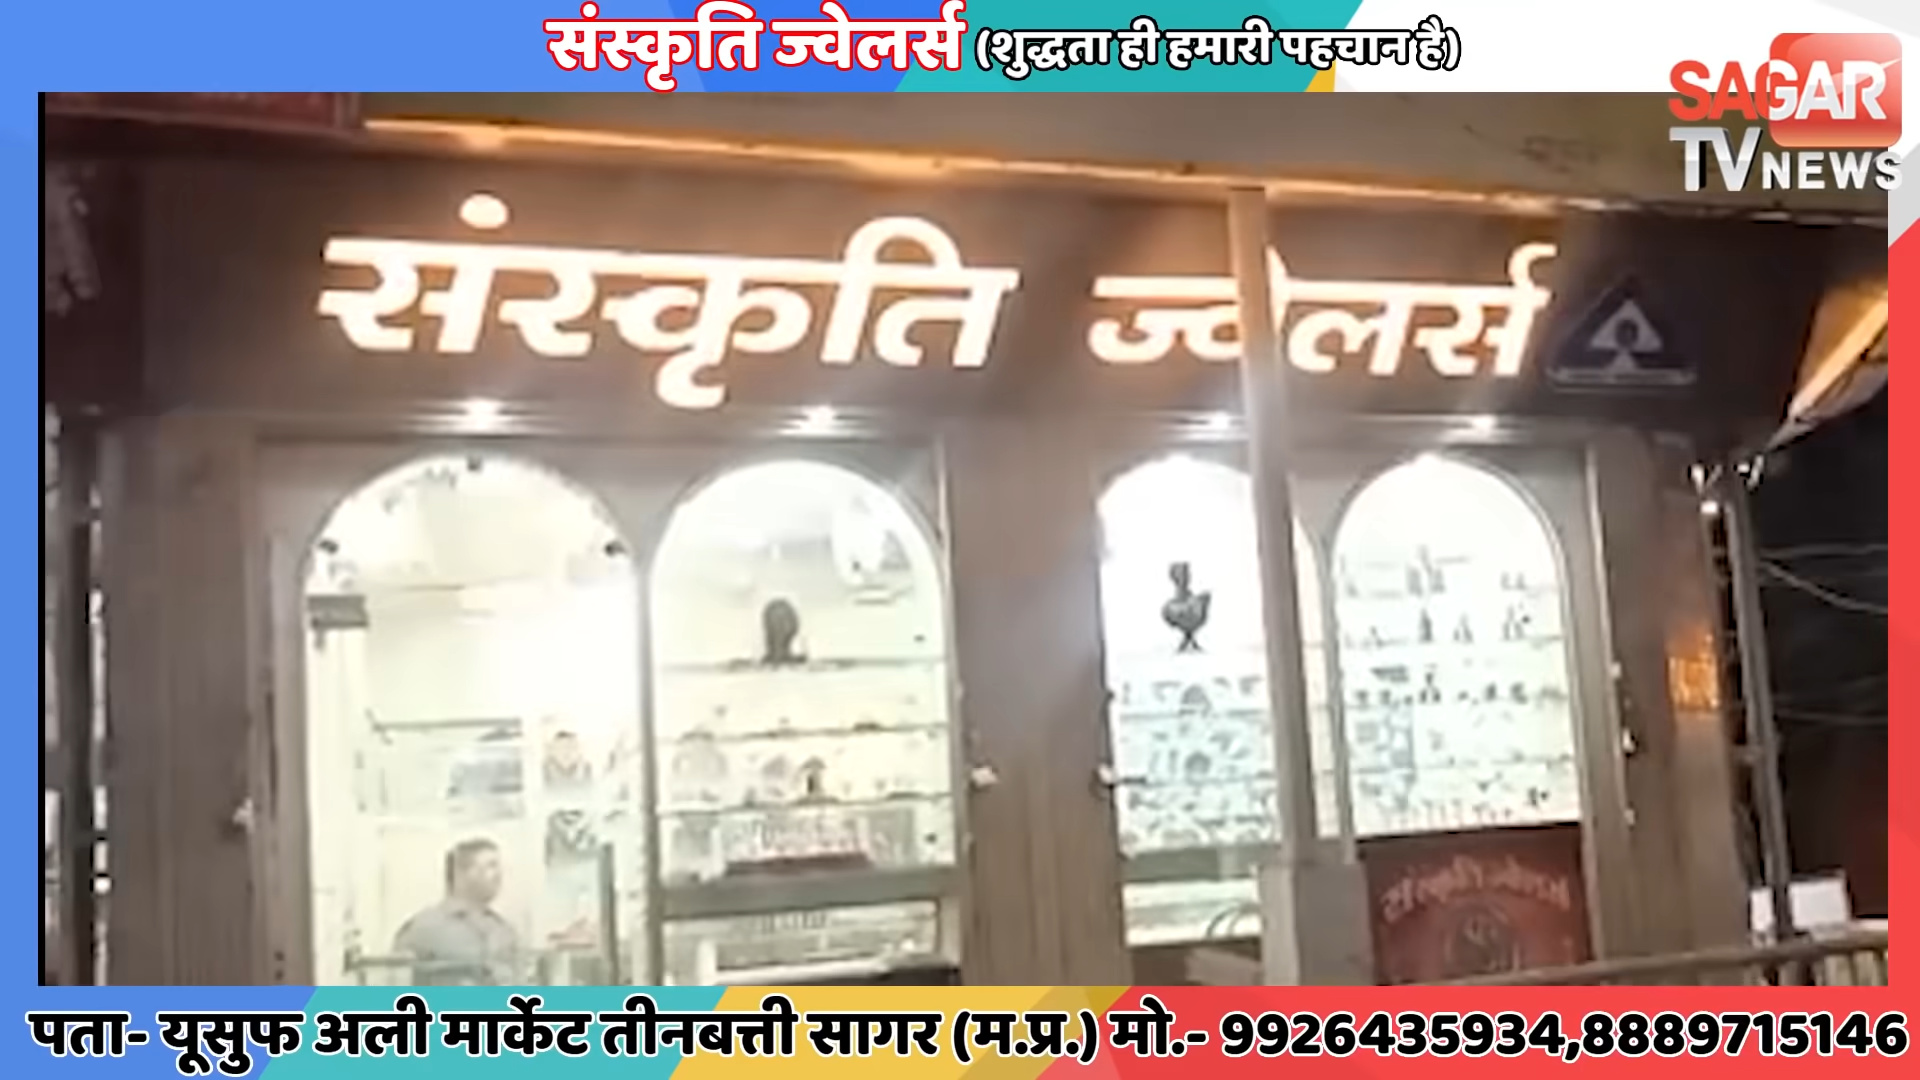 संस्कृति ज्वेलर्स (शुद्धता ही हमारी पहचान है)
SAGAR
TV NEWS
संस्कृति ज्वेलर्स
पता- यूसुफ अली मार्केट तीनबत्ती सागर (म.प्र.) मो.- 9926435934,8889715146